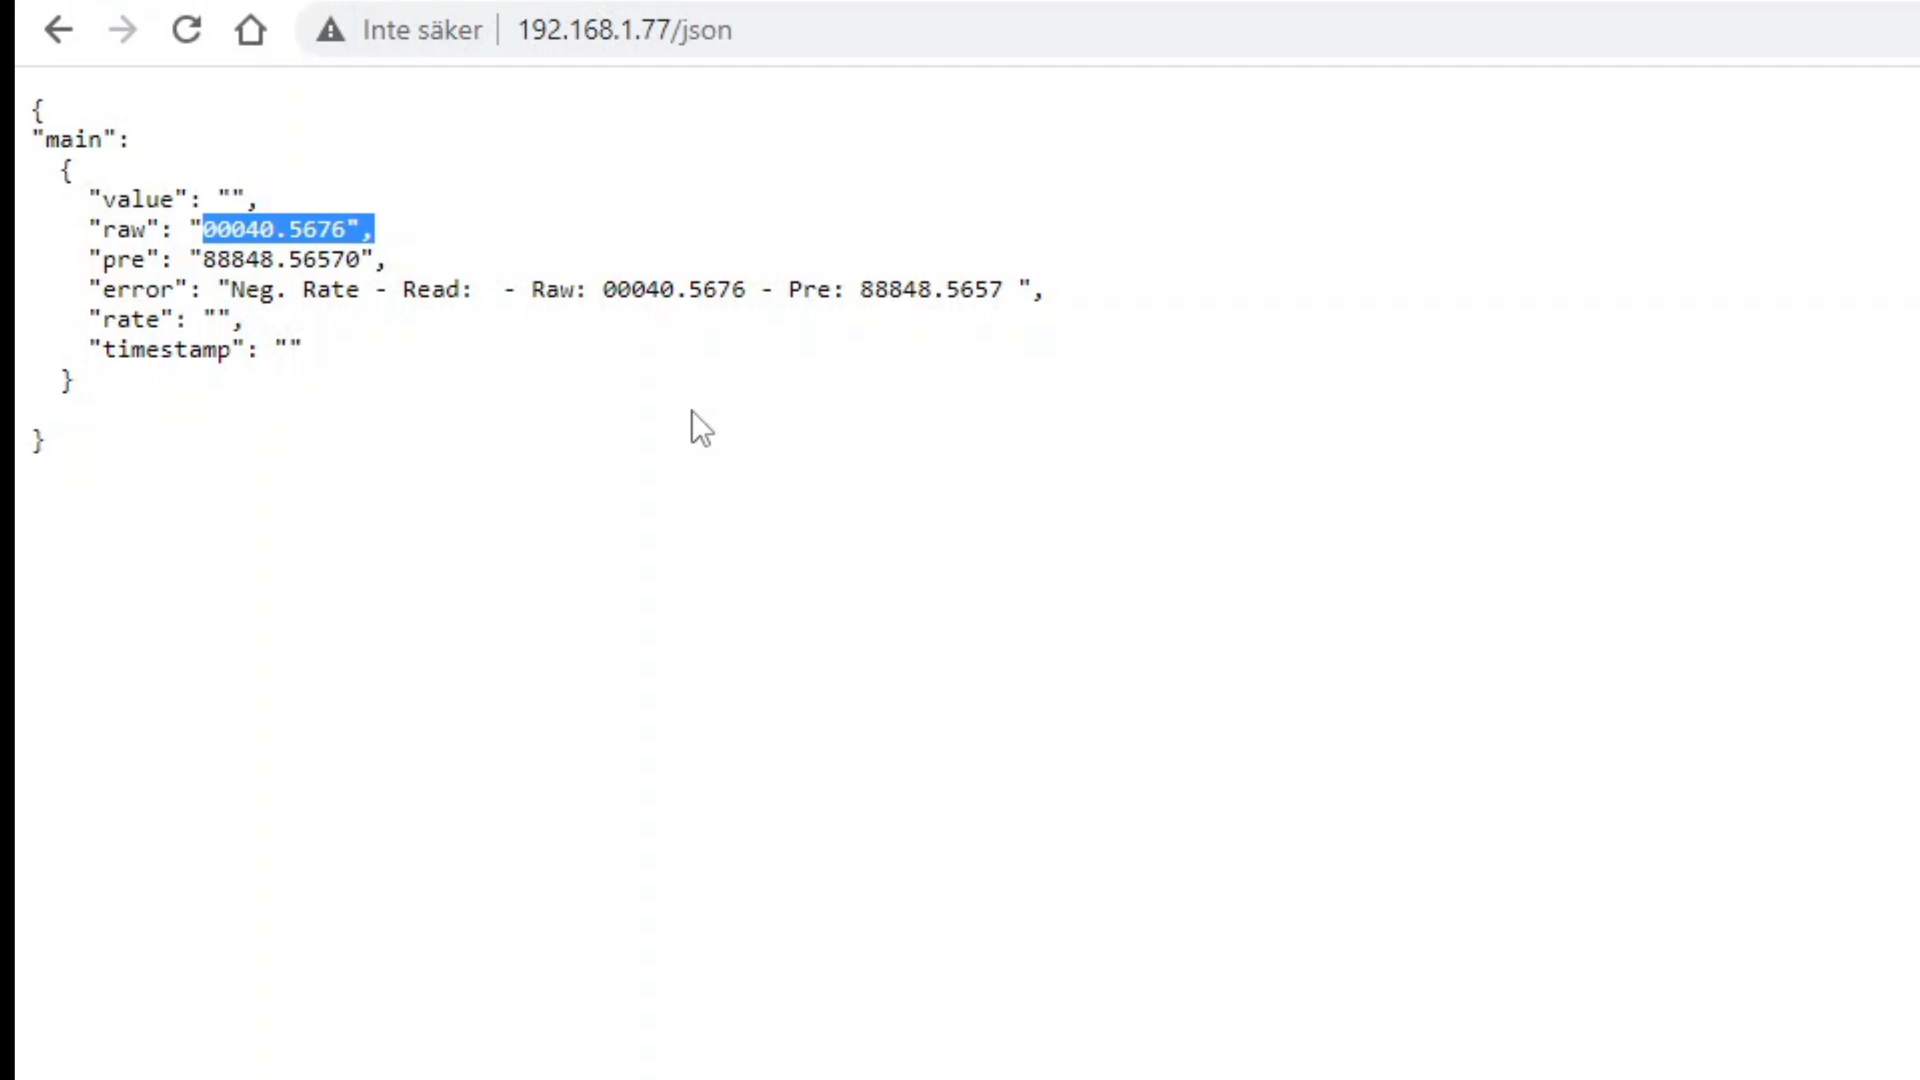 Inte säker | 192.168.1.77/json
{
"main":
{
"value": "",
"raw": "00040.5676",
"pre": "88848.56570",
"error": "Neg. Rate - Read:  - Raw: 00040.5676 - Pre: 88848.5657 ",
"rate": "",
"timestamp": ""
}
}